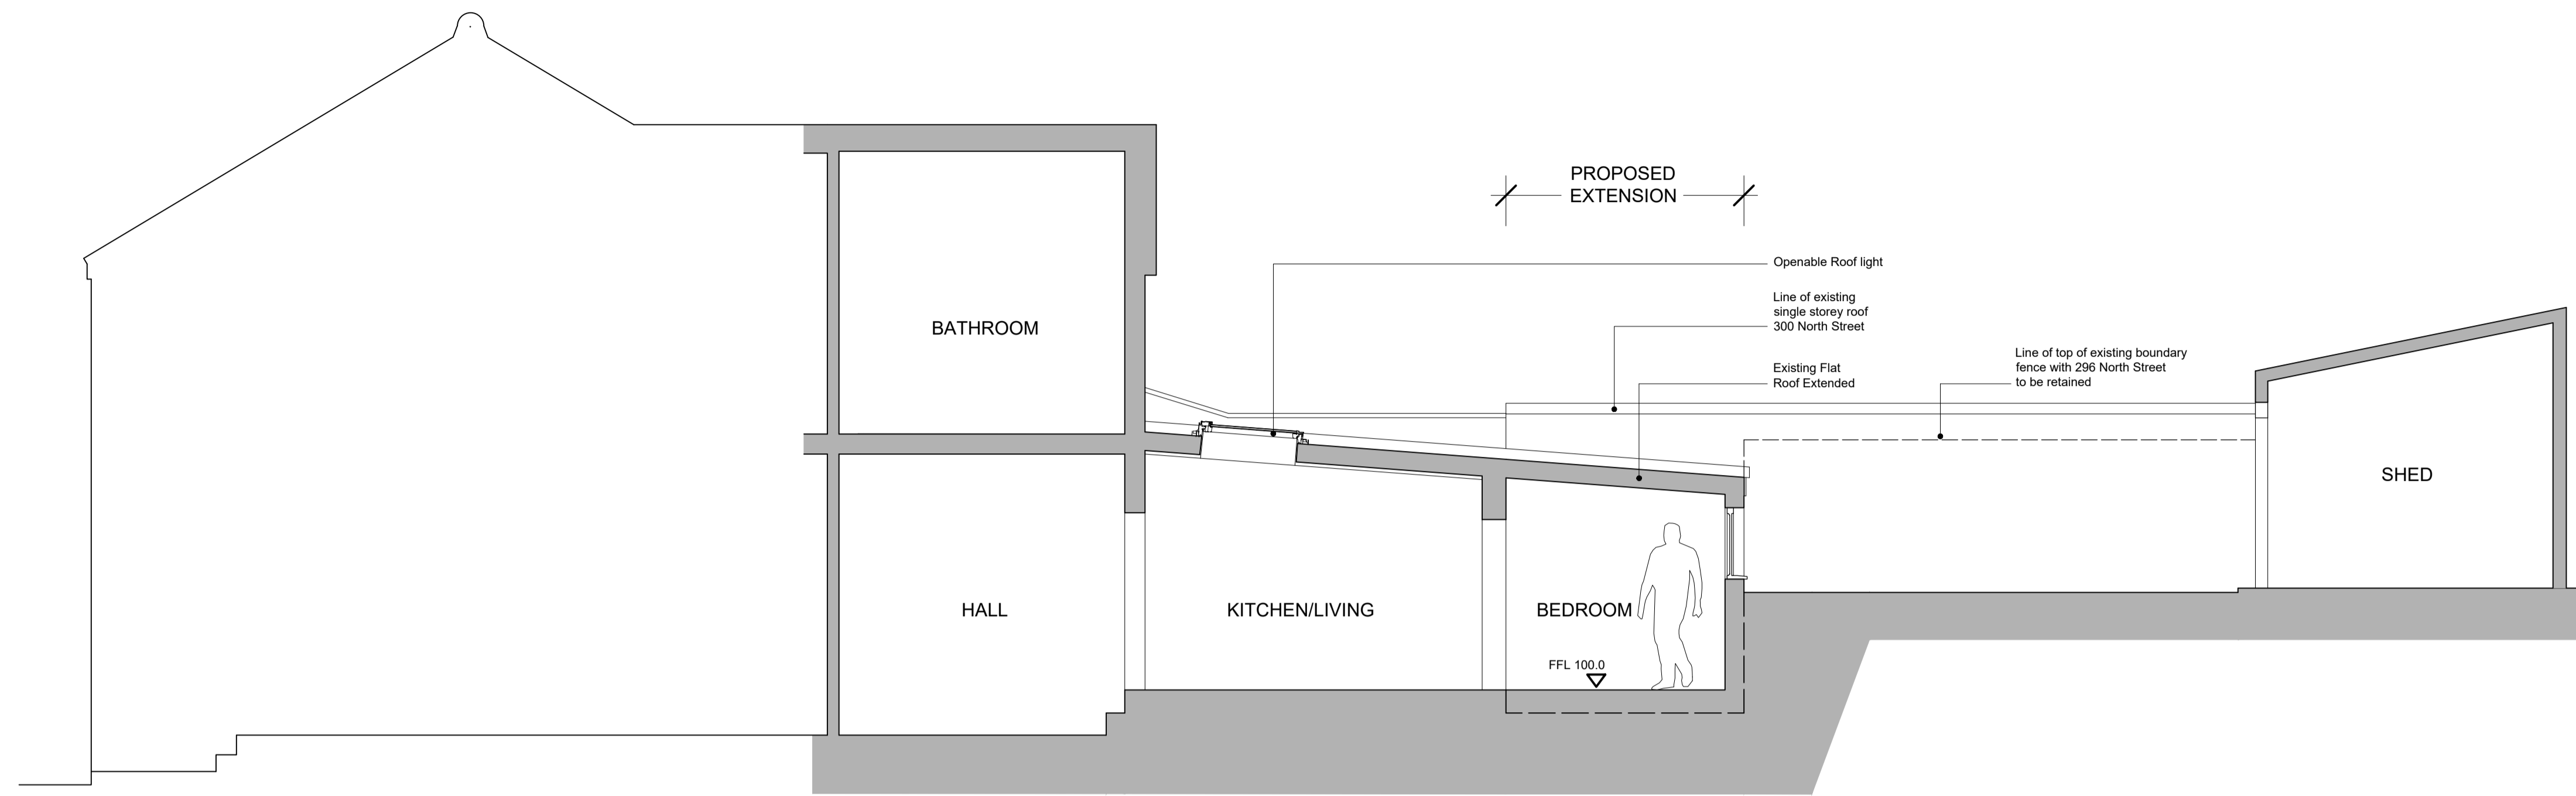 PROPOSED
EXTENSION
Openable Roof light
Line of existing
single storey roof
300 North Street
Line of top of existing boundary
fence with 296 North Street
to be retained
Existing Flat
Roof Extended
BATHROOM
SHED
HALL
KITCHEN/LIVING
BEDROOM
FFL 100.0